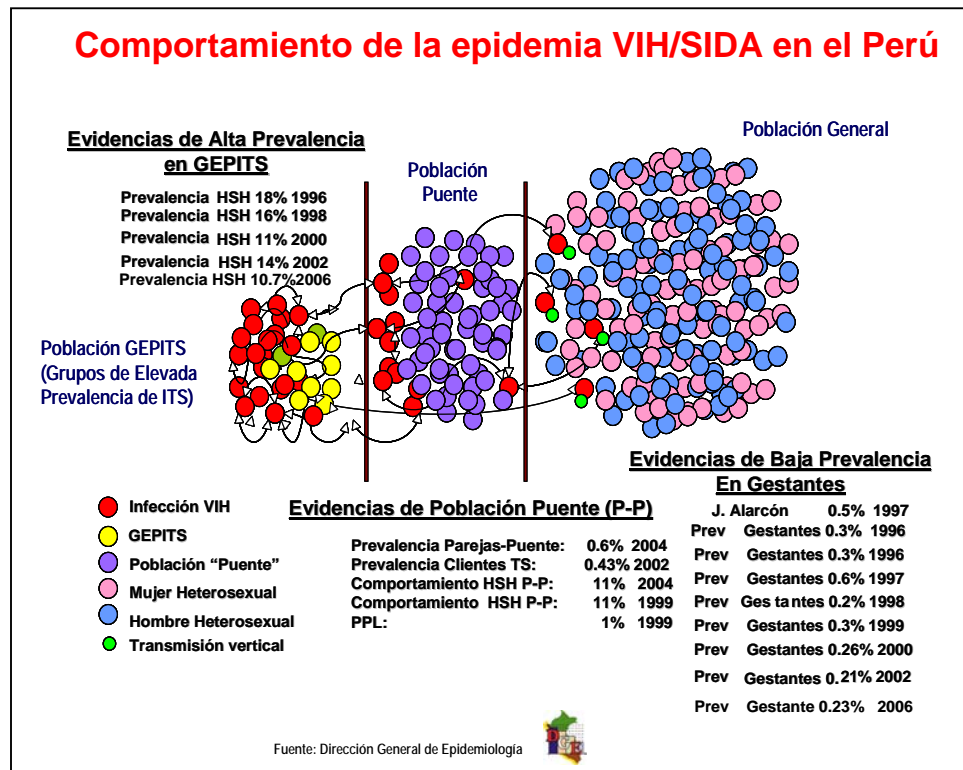 Comportamiento de la epidemia VIH/SIDA en el Perú
Evidencias de Alta Prevalencia
en GEPITS
Prevalencia HSH 18% 1996
Prevalencia HSH 16% 1998
Prevalencia HSH 11% 2000
Prevalencia HSH 14% 2002
Prevalencia HSH 10.7%2006
Población
Puente
Población General
Población GEPITS
(Grupos de Elevada
Prevalencia de ITS)
Infección VIH
GEPITS
Población “Puente”
Mujer Heterosexual
Hombre Heterosexual
Transmisión vertical
Evidencias de Población Puente (P-P)
Prevalencia Parejas-Puente: 0.6% 2004
Prevalencia Clientes TS: 0.43% 2002
Comportamiento HSH P-P: 11% 2004
Comportamiento HSH P-P: 11% 1999
PPL: 1% 1999
Evidencias de Baja Prevalencia
En Gestantes
J. Alarcón 0.5% 1997
Prev Gestantes 0.3% 1996
Prev Gestantes 0.3% 1996
Prev Gestantes 0.6% 1997
Prev Gestantes 0.2% 1998
Prev Gestantes 0.3% 1999
Prev Gestantes 0.26% 2000
Prev Gestantes 0.21% 2002
Prev Gestante 0.23% 2006
Fuente: Dirección General de Epidemiología
DGE